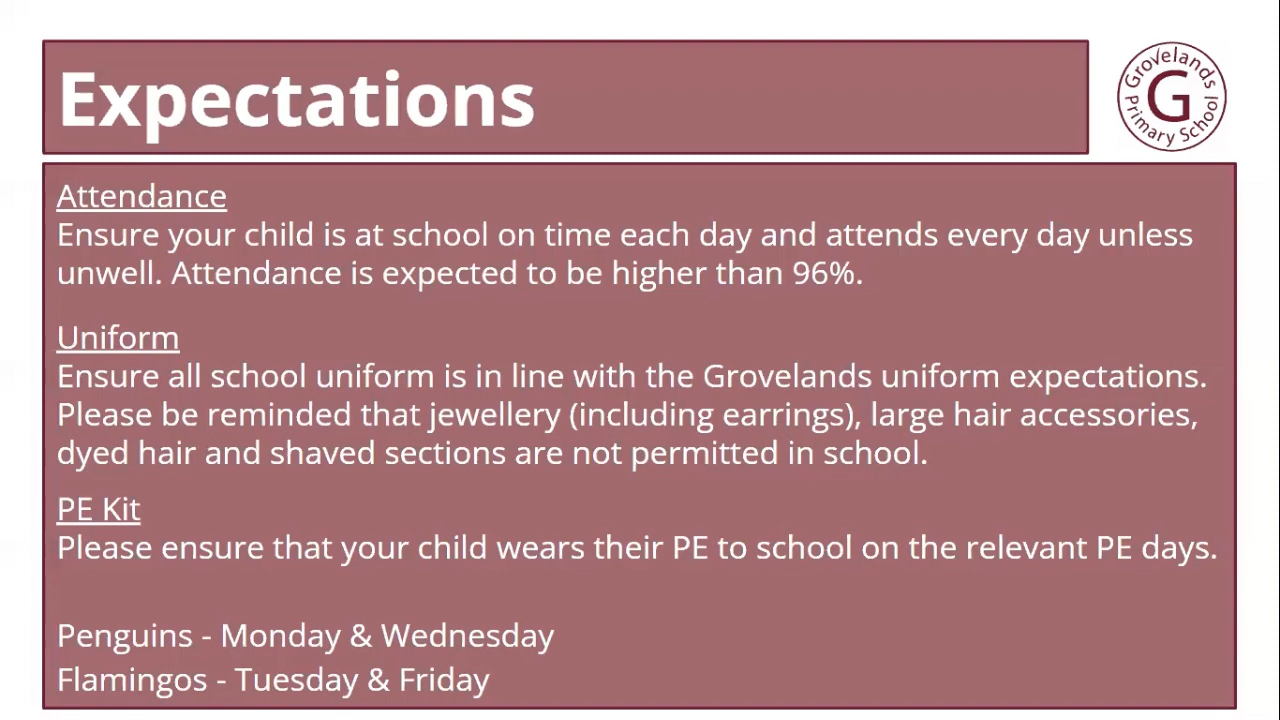 Expectations
Grovelands
G
Primary School
Attendance
Ensure your child is at school on time each day and attends every day unless
unwell. Attendance is expected to be higher than 96%.
Uniform
Ensure all school uniform is in line with the Grovelands uniform expectations.
Please be reminded that jewellery (including earrings), large hair accessories,
dyed hair and shaved sections are not permitted in school.
PE Kit
Please ensure that your child wears their PE to school on the relevant PE days.
Penguins - Monday & Wednesday
Flamingos - Tuesday & Friday